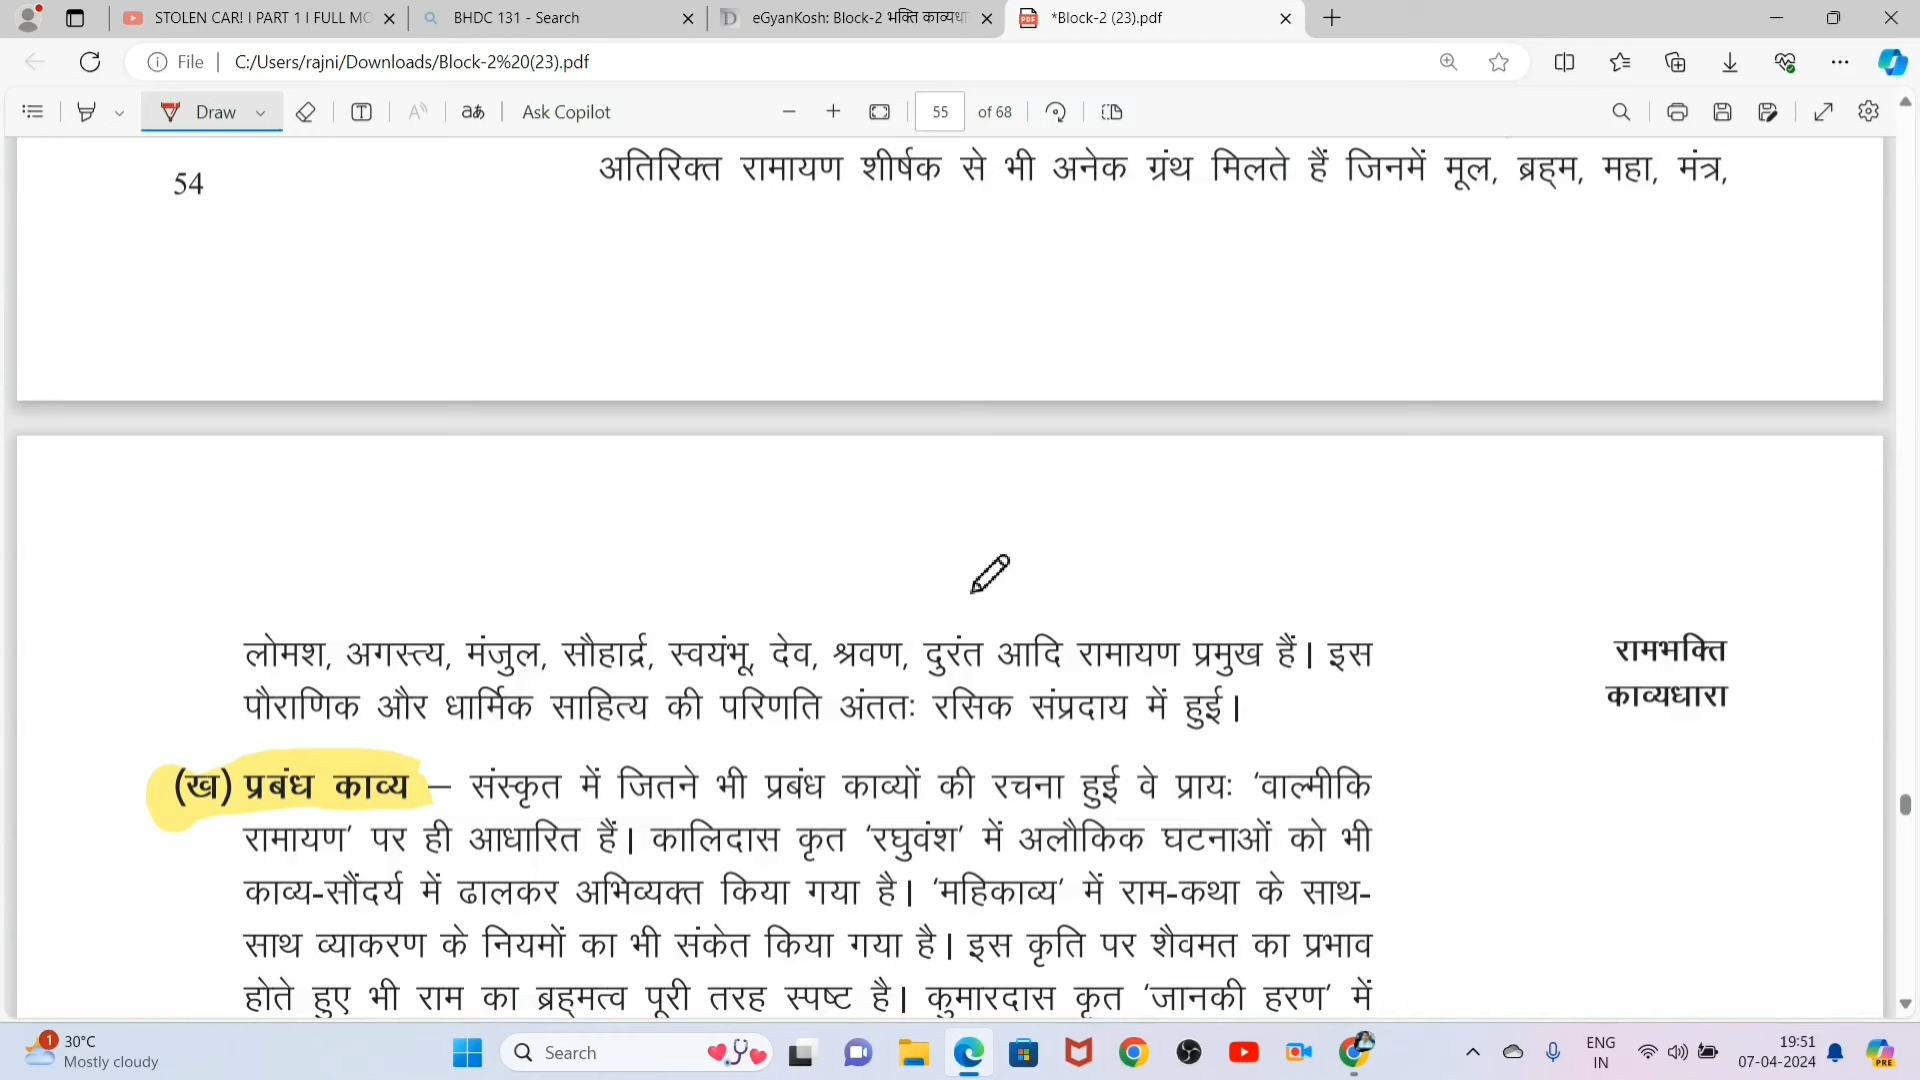 STOLEN CAR! I PART 1 I FULL MO
BHDC 131 - Search
eGyanKosh: Block-2 भक्ति काव्यधा
*Block-2 (23).pdf
File
C:/Users/rajni/Downloads/Block-2%20(23).pdf
Draw
aあ
Ask Copilot
55
of 68
अतिरिक्त रामायण शीर्षक से भी अनेक ग्रंथ मिलते हैं जिनमें मूल, ब्रह्म, महा, मंत्र,
54
लोमश, अगस्त्य, मंजुल, सौहार्द्र, स्वयंभू, देव, श्रवण, दुरंत आदि रामायण प्रमुख हैं। इस
पौराणिक और धार्मिक साहित्य की परिणति अंततः रसिक संप्रदाय में हुई।
रामभक्ति
काव्यधारा
(ख) प्रबंध काव्य – संस्कृत में जितने भी प्रबंध काव्यों की रचना हुई वे प्रायः 'वाल्मीकि
रामायण' पर ही आधारित हैं। कालिदास कृत 'रघुवंश' में अलौकिक घटनाओं को भी
काव्य-सौंदर्य में ढालकर अभिव्यक्त किया गया है। 'महिकाव्य' में राम-कथा के साथ-
साथ व्याकरण के नियमों का भी संकेत किया गया है। इस कृति पर शैवमत का प्रभाव
होते हुए भी राम का ब्रह्मत्व पूरी तरह स्पष्ट है। कुमारदास कृत 'जानकी हरण' में
1
30°C
Mostly cloudy
Search
ENG
IN
19:51
07-04-2024
PRE